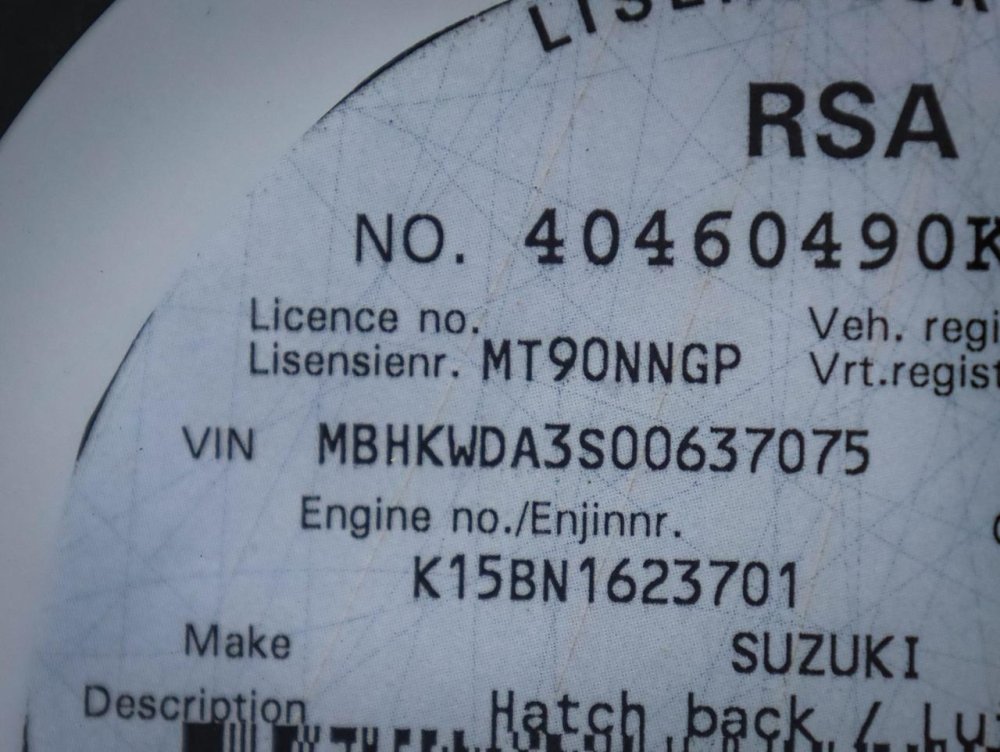 RSA
NO. 40460490K
Licence no.
Veh. regi
Lisensienr. MT90NNGP
Vrt.regist
VIN MBHKWDA3S00637075
Engine no./Enjinnr.
K15BN1623701
Make SUZUKI
Description Hatch back /